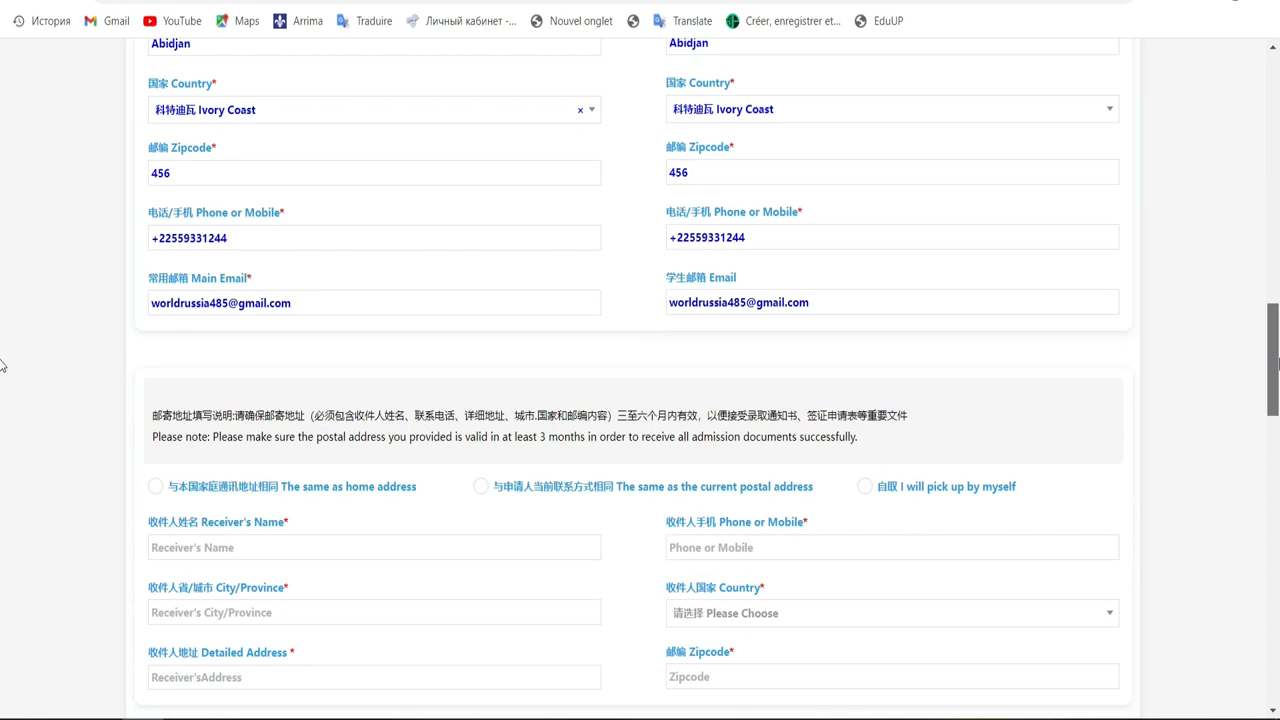 История Gmail YouTube Maps Arrima Traduire Личный кабинет -... Nouvel onglet Translate Créer, enregistrer et... EduUP
Abidjan Abidjan
国家 Country* 国家 Country*
科特迪瓦 Ivory Coast × 科特迪瓦 Ivory Coast
邮编 Zipcode* 邮编 Zipcode*
456 456
电话/手机 Phone or Mobile* 电话/手机 Phone or Mobile*
+22559331244 +22559331244
常用邮箱 Main Email* 学生邮箱 Email
worldrussia485@gmail.com worldrussia485@gmail.com
邮寄地址填写说明:请确保邮寄地址（必须包含收件人姓名、联系电话、详细地址、城市,国家和邮编内容）三至六个月内有效，以便接受录取通知书、签证申请表等重要文件
Please note: Please make sure the postal address you provided is valid in at least 3 months in order to receive all admission documents successfully.
与本国家庭通讯地址相同 The same as home address 与申请人当前联系方式相同 The same as the current postal address 自取 I will pick up by myself
收件人姓名 Receiver's Name* 收件人手机 Phone or Mobile*
Receiver's Name Phone or Mobile
收件人省/城市 City/Province* 收件人国家 Country*
Receiver's City/Province 请选择 Please Choose
收件人地址 Detailed Address * 邮编 Zipcode*
Receiver'sAddress Zipcode